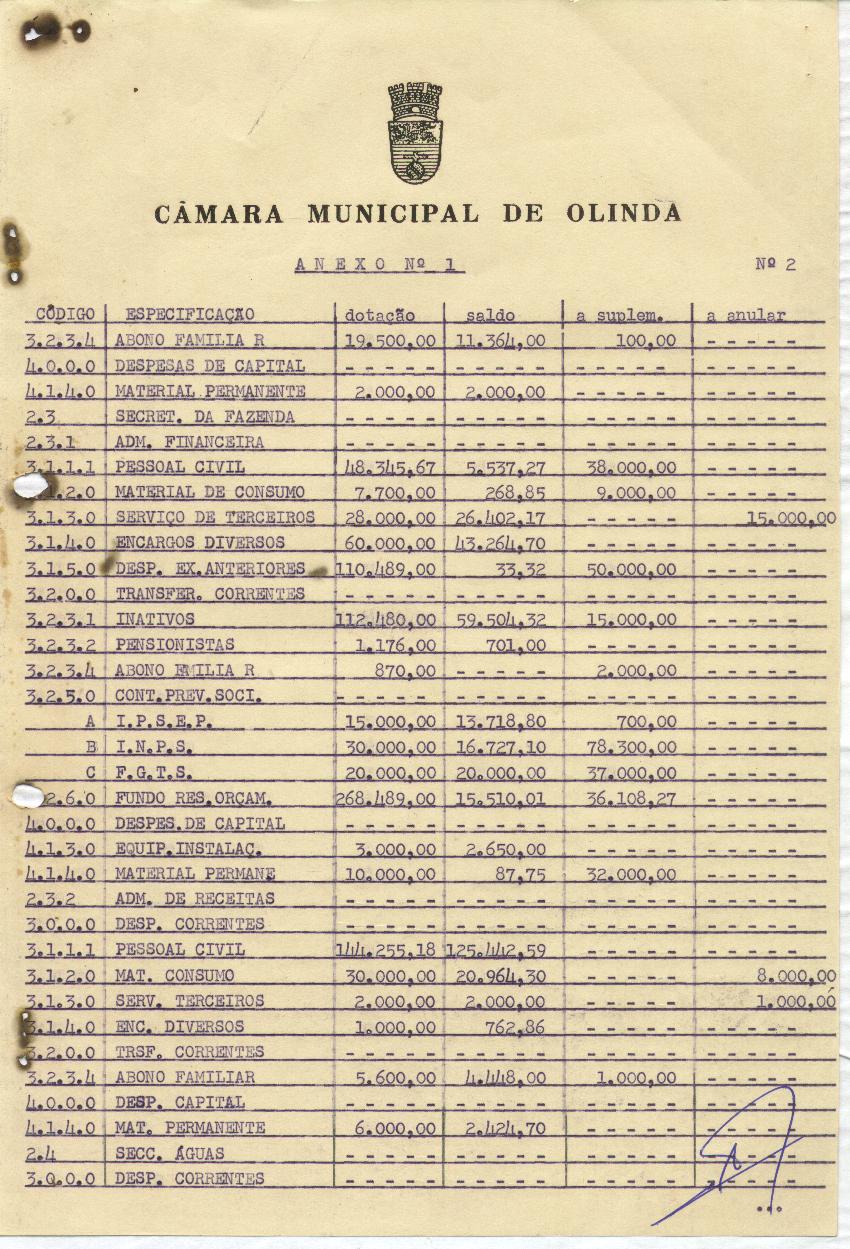 CÂMARA MUNICIPAL DE OLINDA
ANEXO Nº 1 Nº 2
CÓDIGO ESPECIFICAÇÃO dotação saldo a suplem. a anular
3.2.3.4 ABONO FAMILIA R 19.500,00 11.364,00 100,00 - - - - -
4.0.0.0 DESPESAS DE CAPITAL - - - - - - - - - - - - - - - - - - - -
4.1.4.0 MATERIAL PERMANENTE 2.000,00 2.000,00 - - - - - - - - - -
2.3 SECRET. DA FAZENDA - - - - - - - - - - - - - - - - - - - -
2.3.1 ADM. FINANCEIRA - - - - - - - - - - - - - - - - - - - -
3.1.1.1 PESSOAL CIVIL 48.345,67 5.537,27 38.000,00 - - - - -
1.2.0 MATERIAL DE CONSUMO 7.700,00 268,85 9.000,00 - - - - -
3.1.3.0 SERVIÇO DE TERCEIROS 28.000,00 26.402,17 - - - - - 15.000,00
3.1.4.0 ENCARGOS DIVERSOS 60.000,00 43.264,70 - - - - - - - - - -
3.1.5.0 DESP. EX.ANTERIORES 110.489,00 33,32 50.000,00 - - - - -
3.2.0.0 TRANSFER. CORRENTES - - - - - - - - - - - - - - - - - - - -
3.2.3.1 INATIVOS 112.480,00 59.504,32 15.000,00 - - - - -
3.2.3.2 PENSIONISTAS 1.176,00 701,00 - - - - - - - - - -
3.2.3.4 ABONO EMILIA R 870,00 - - - - - 2.000,00 - - - - -
3.2.5.0 CONT.PREV.SOCI. - - - - - - - - - - - - - - - - - - - -
A I.P.S.E.P. 15.000,00 13.718,80 700,00 - - - - -
B I.N.P.S. 30.000,00 16.727,10 78.300,00 - - - - -
C F.G.T.S. 20.000,00 20.000,00 37.000,00 - - - - -
2.6.0 FUNDO RES.ORÇAM. 268.489,00 15.510,01 36.108,27 - - - - -
4.0.0.0 DESPES.DE CAPITAL - - - - - - - - - - - - - - - - - - - -
4.1.3.0 EQUIP.INSTALAÇ. 3.000,00 2.650,00 - - - - - - - - - -
4.1.4.0 MATERIAL PERMANE 10.000,00 87,75 32.000,00 - - - - -
2.3.2 ADM. DE RECEITAS - - - - - - - - - - - - - - - - - - - -
3.0.0.0 DESP. CORRENTES - - - - - - - - - - - - - - - - - - - -
3.1.1.1 PESSOAL CIVIL 144.255,18 125.442,59 - - - - - - - - - -
3.1.2.0 MAT. CONSUMO 30.000,00 20.964,30 - - - - - 8.000,00
3.1.3.0 SERV. TERCEIROS 2.000,00 2.000,00 - - - - - 1.000,00
3.1.4.0 ENC. DIVERSOS 1.000,00 762,86 - - - - - - - - - -
3.2.0.0 TRSF. CORRENTES - - - - - - - - - - - - - - - - - - - -
3.2.3.4 ABONO FAMILIAR 5.600,00 4.448,00 1.000,00 - - - - -
4.0.0.0 DESP. CAPITAL - - - - - - - - - - - - - - - - - - - -
4.1.4.0 MAT. PERMANENTE 6.000,00 2.424,70 - - - - - - - - - -
2.4 SECC. ÁGUAS - - - - - - - - - - - - - - - - - - - -
3.0.0.0 DESP. CORRENTES - - - - - - - - - - - - - - - - - - - -
...